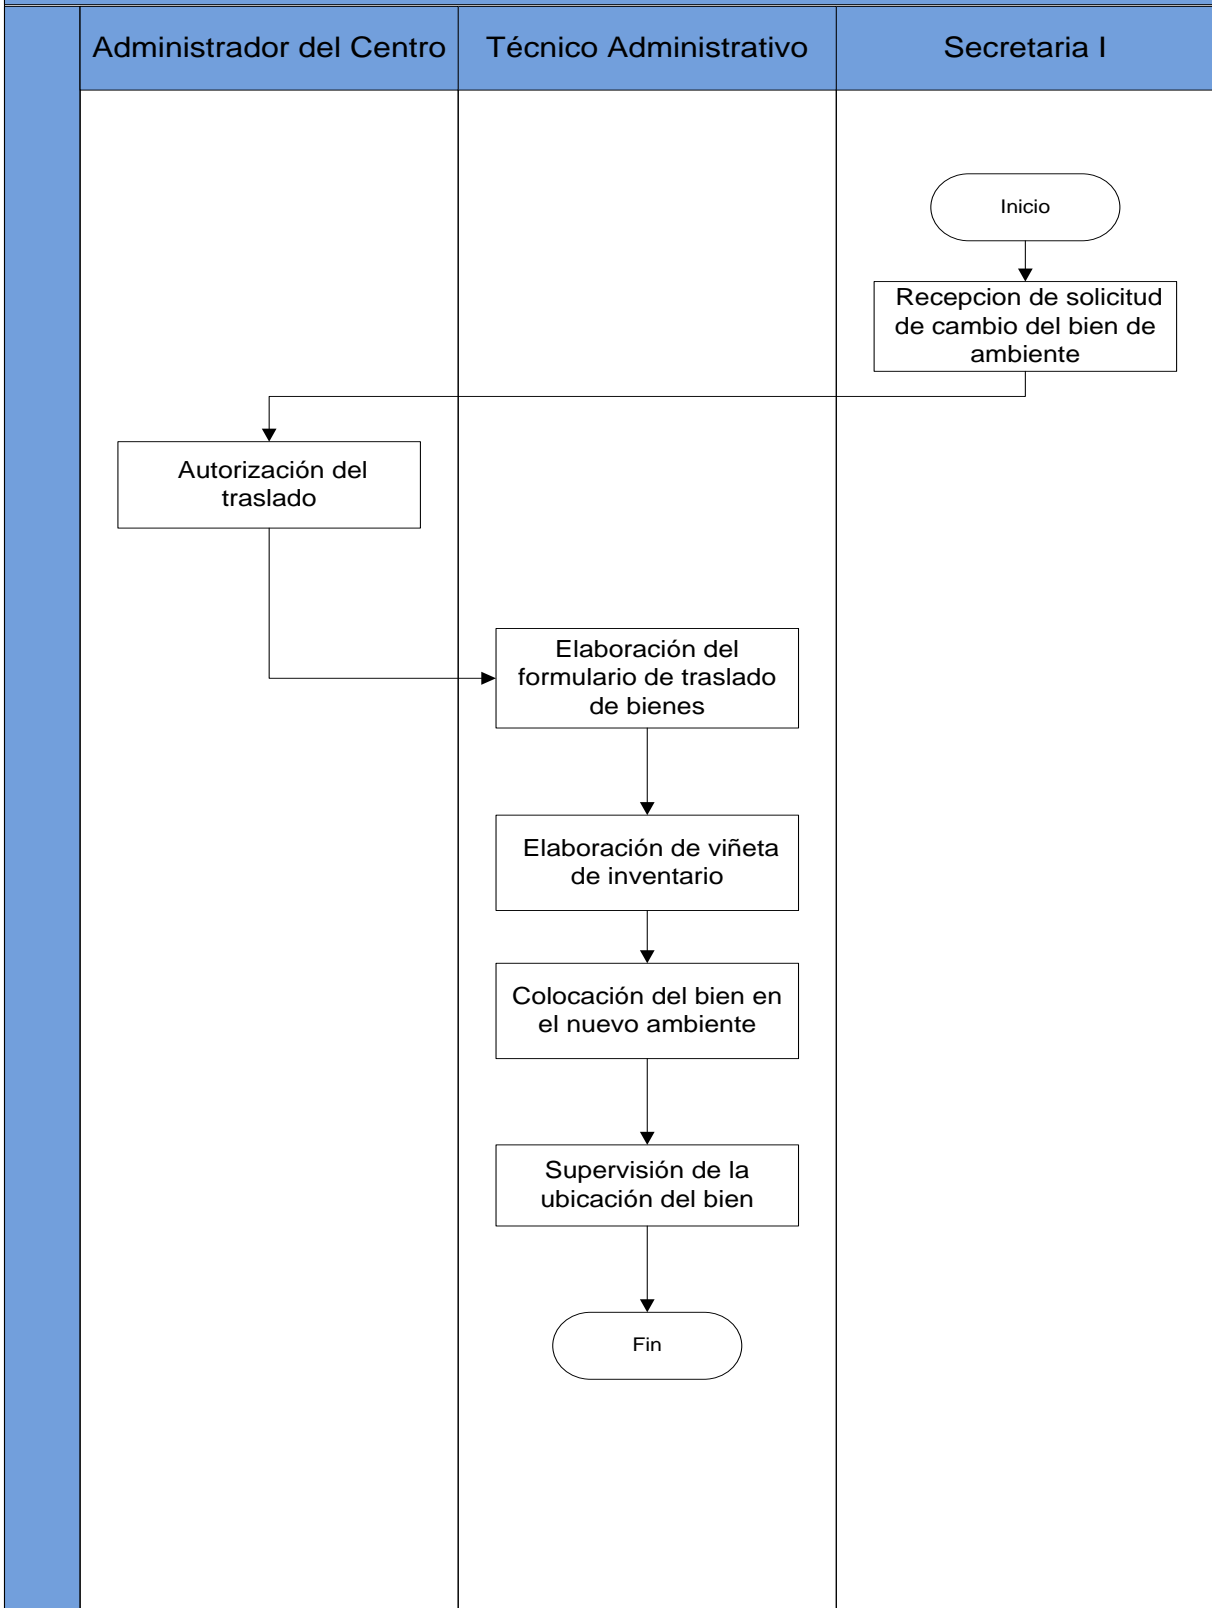 Administrador del Centro
Técnico Administrativo
Secretaria I
Inicio
Recepcion de solicitud
de cambio del bien de
ambiente
Autorización del
traslado
Elaboración del
formulario de traslado
de bienes
Elaboración de viñeta
de inventario
Colocación del bien en
el nuevo ambiente
Supervisión de la
ubicación del bien
Fin